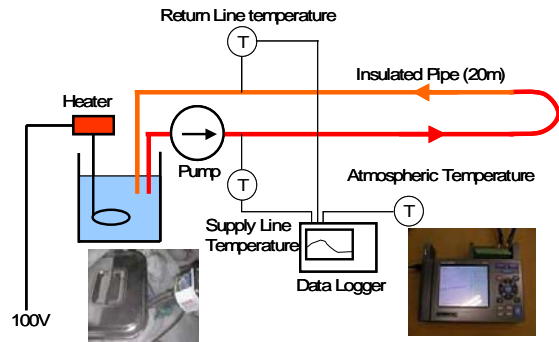 Return Line temperature
T
Insulated Pipe (20m)
Heater
Pump
T
Atmospheric Temperature
T
Supply Line
Temperature
Data Logger
100V